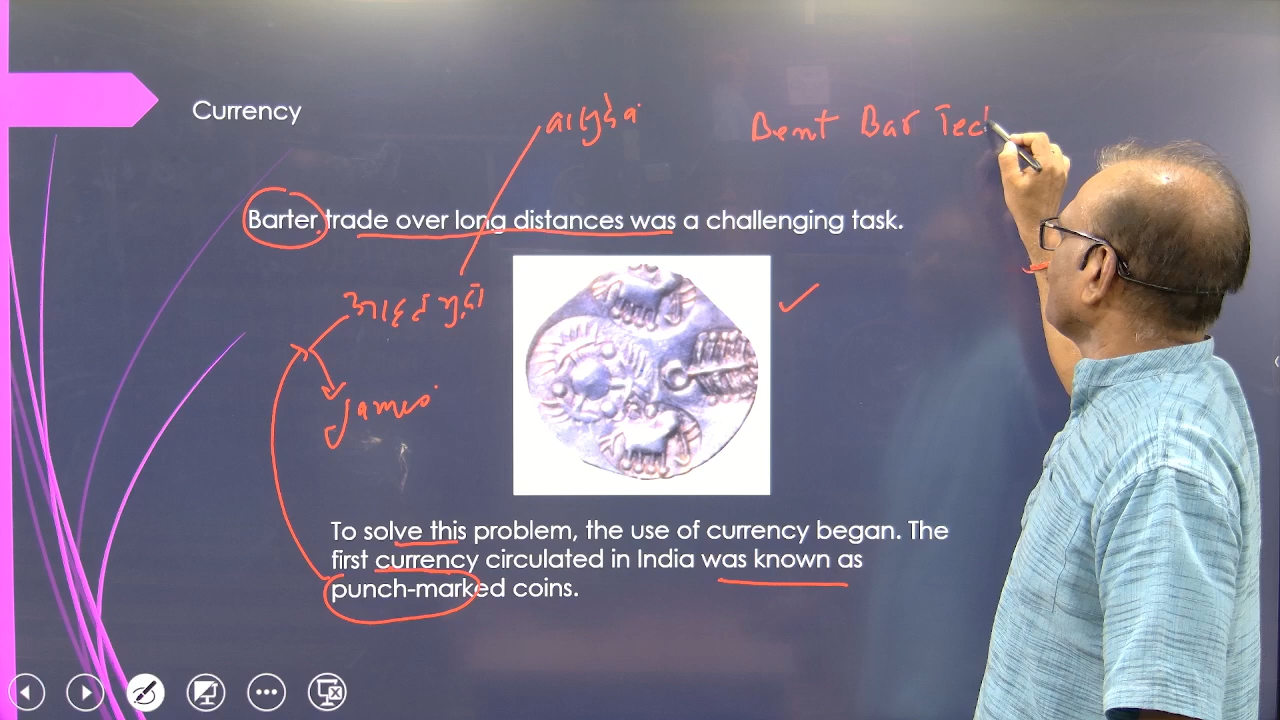 Currency
Bent Bar Tec
Barter trade over long distances was a challenging task.
James
To solve this problem, the use of currency began. The
first currency circulated in India was known as
punch-marked coins.